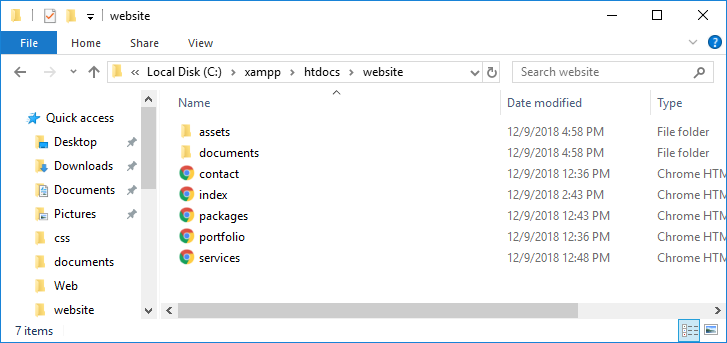 website
File Home Share View
Local Disk (C:) xampp htdocs website Search website
Name Date modified Type
Quick access
Desktop
Downloads
Documents
Pictures
css
documents
Web
website
assets 12/9/2018 4:58 PM File folder
documents 12/9/2018 4:58 PM File folder
contact 12/9/2018 12:36 PM Chrome HTM
index 12/9/2018 2:43 PM Chrome HTM
packages 12/9/2018 12:43 PM Chrome HTM
portfolio 12/9/2018 12:36 PM Chrome HTM
services 12/9/2018 12:48 PM Chrome HTM
7 items